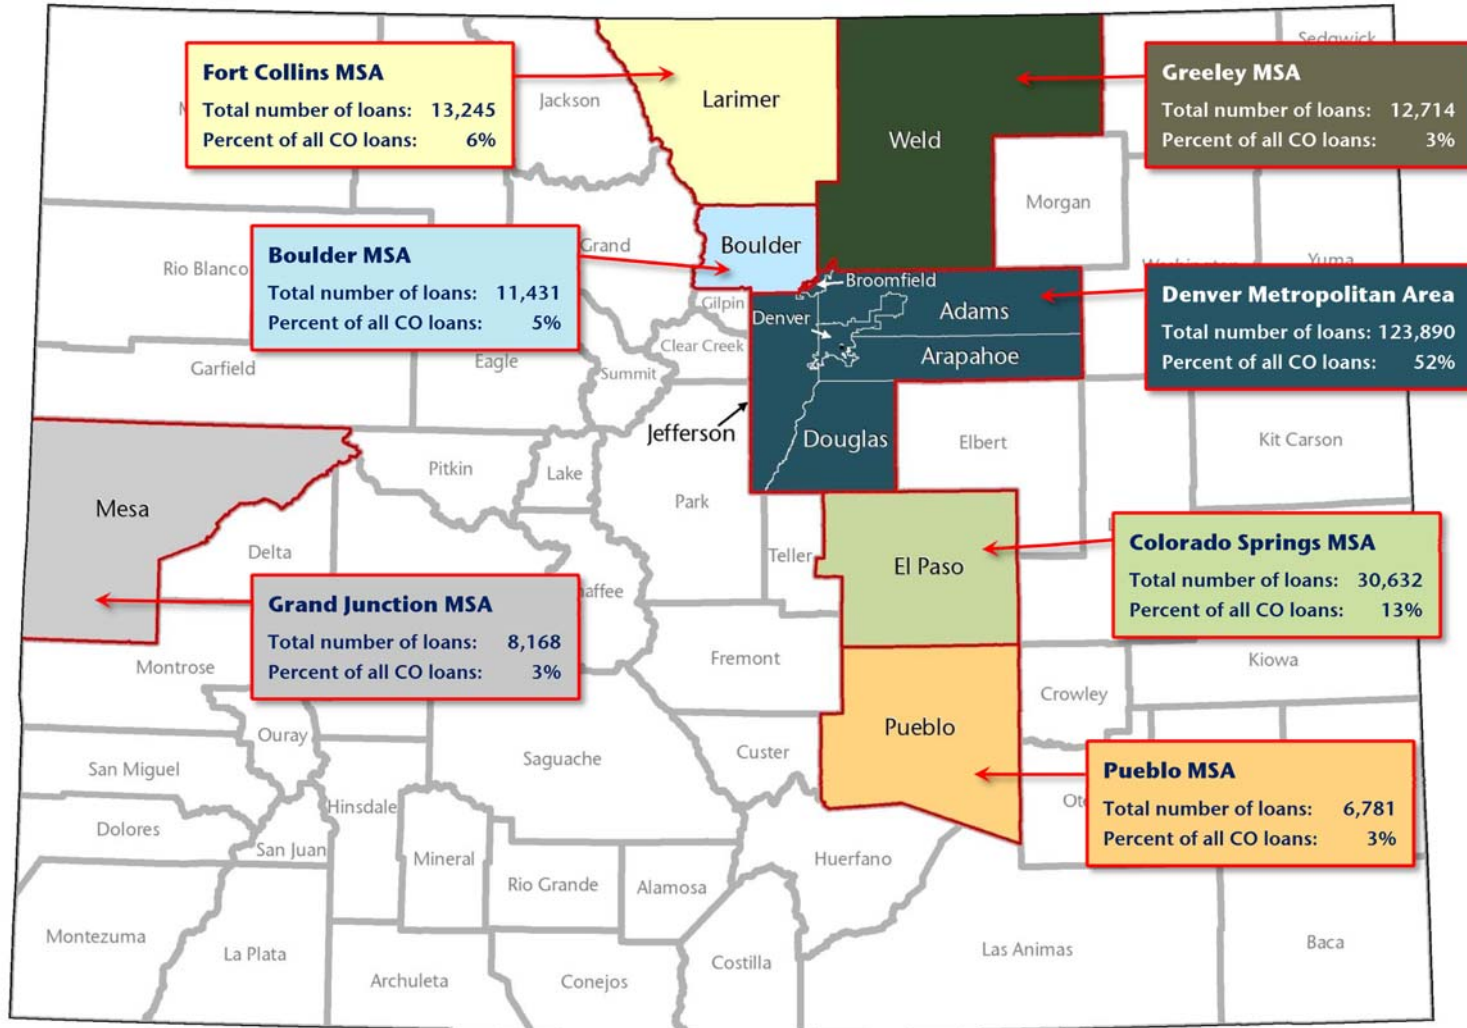 Sedgwick
Fort Collins MSA
Total number of loans: 13,245
Percent of all CO loans: 6%
Jackson
Larimer
Greeley MSA
Total number of loans: 12,714
Percent of all CO loans: 3%
Weld
Morgan
Boulder MSA
Total number of loans: 11,431
Percent of all CO loans: 5%
Grand
Boulder
Rio Blanco
Washington
Yuma
Broomfield
Gilpin
Denver
Adams
Denver Metropolitan Area
Total number of loans: 123,890
Percent of all CO loans: 52%
Clear Creek
Arapahoe
Garfield
Eagle
Summit
Jefferson
Douglas
Elbert
Kit Carson
Pitkin
Lake
Park
Mesa
Delta
Teller
El Paso
Colorado Springs MSA
Total number of loans: 30,632
Percent of all CO loans: 13%
Grand Junction MSA
Total number of loans: 8,168
Percent of all CO loans: 3%
Montrose
Fremont
Kiowa
Crowley
Pueblo
Ouray
Saguache
Custer
San Miguel
Pueblo MSA
Total number of loans: 6,781
Percent of all CO loans: 3%
Hinsdale
Dolores
San Juan
Mineral
Huerfano
Rio Grande
Alamosa
Montezuma
La Plata
Archuleta
Conejos
Costilla
Las Animas
Baca